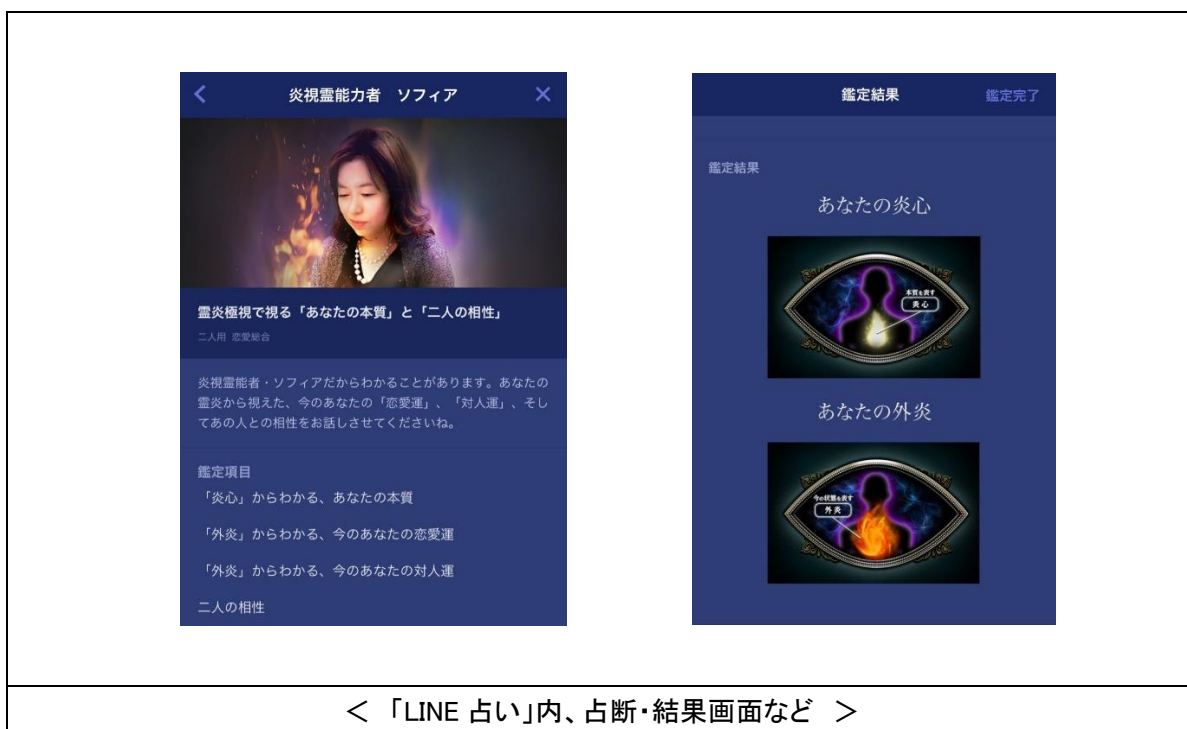 炎視霊能力者　ソフィア
霊炎極視で視る「あなたの本質」と「二人の相性」
二人用 恋愛総合
炎視霊能者・ソフィアだからわかることがあります。あなたの
霊炎から視えた、今のあなたの「恋愛運」、「対人運」、そし
てあの人との相性をお話しさせてくださいね。
鑑定項目
「炎心」からわかる、あなたの本質
「外炎」からわかる、今のあなたの恋愛運
「外炎」からわかる、今のあなたの対人運
二人の相性
鑑定結果
鑑定完了
鑑定結果
あなたの炎心
本質を表す
炎心
あなたの外炎
今の状態を表す
外炎
＜ 「LINE 占い」内、占断・結果画面など ＞